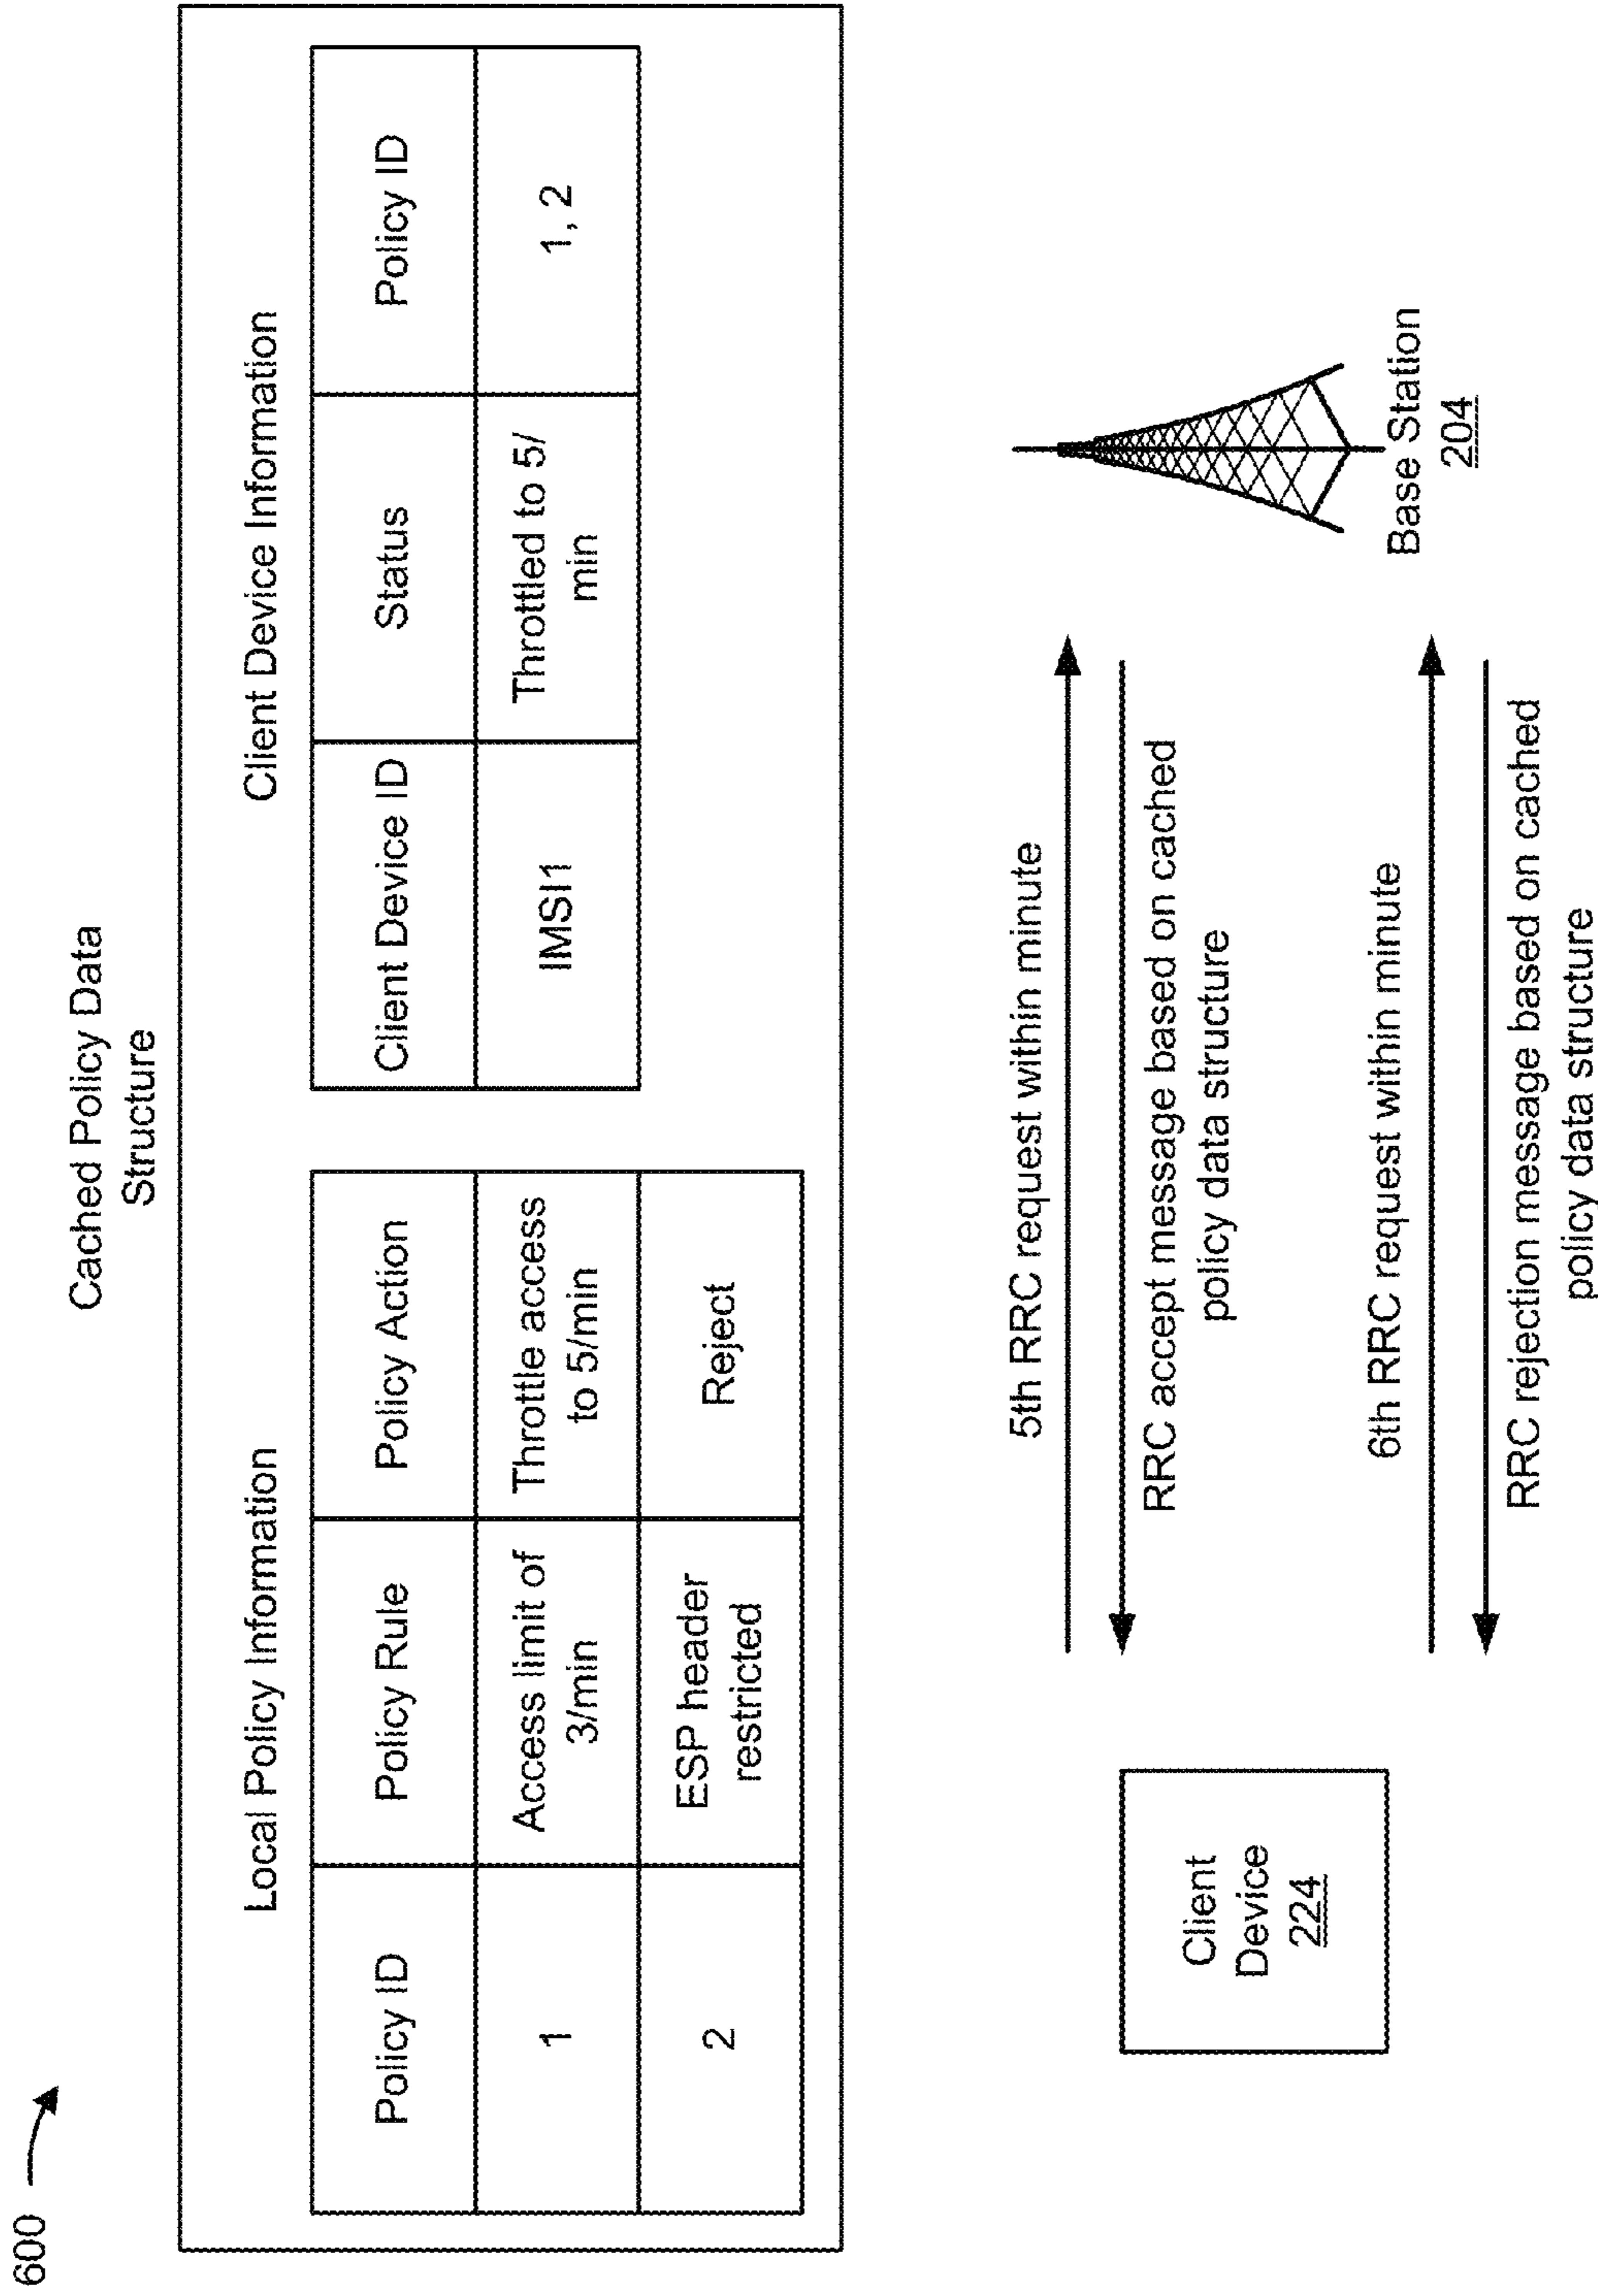 600
Cached Policy Data
Structure
Local Policy Information
Policy ID
Policy Rule
Policy Action
1
Access limit of
3/min
Throttle access
to 5/min
2
ESP header
restricted
Reject
Client Device Information
Client Device ID
Status
Policy ID
IMSI1
Throttled to 5/
min
1, 2
Client
Device
224
5th RRC request within minute
RRC accept message based on cached
policy data structure
6th RRC request within minute
RRC rejection message based on cached
policy data structure
Base Station
204